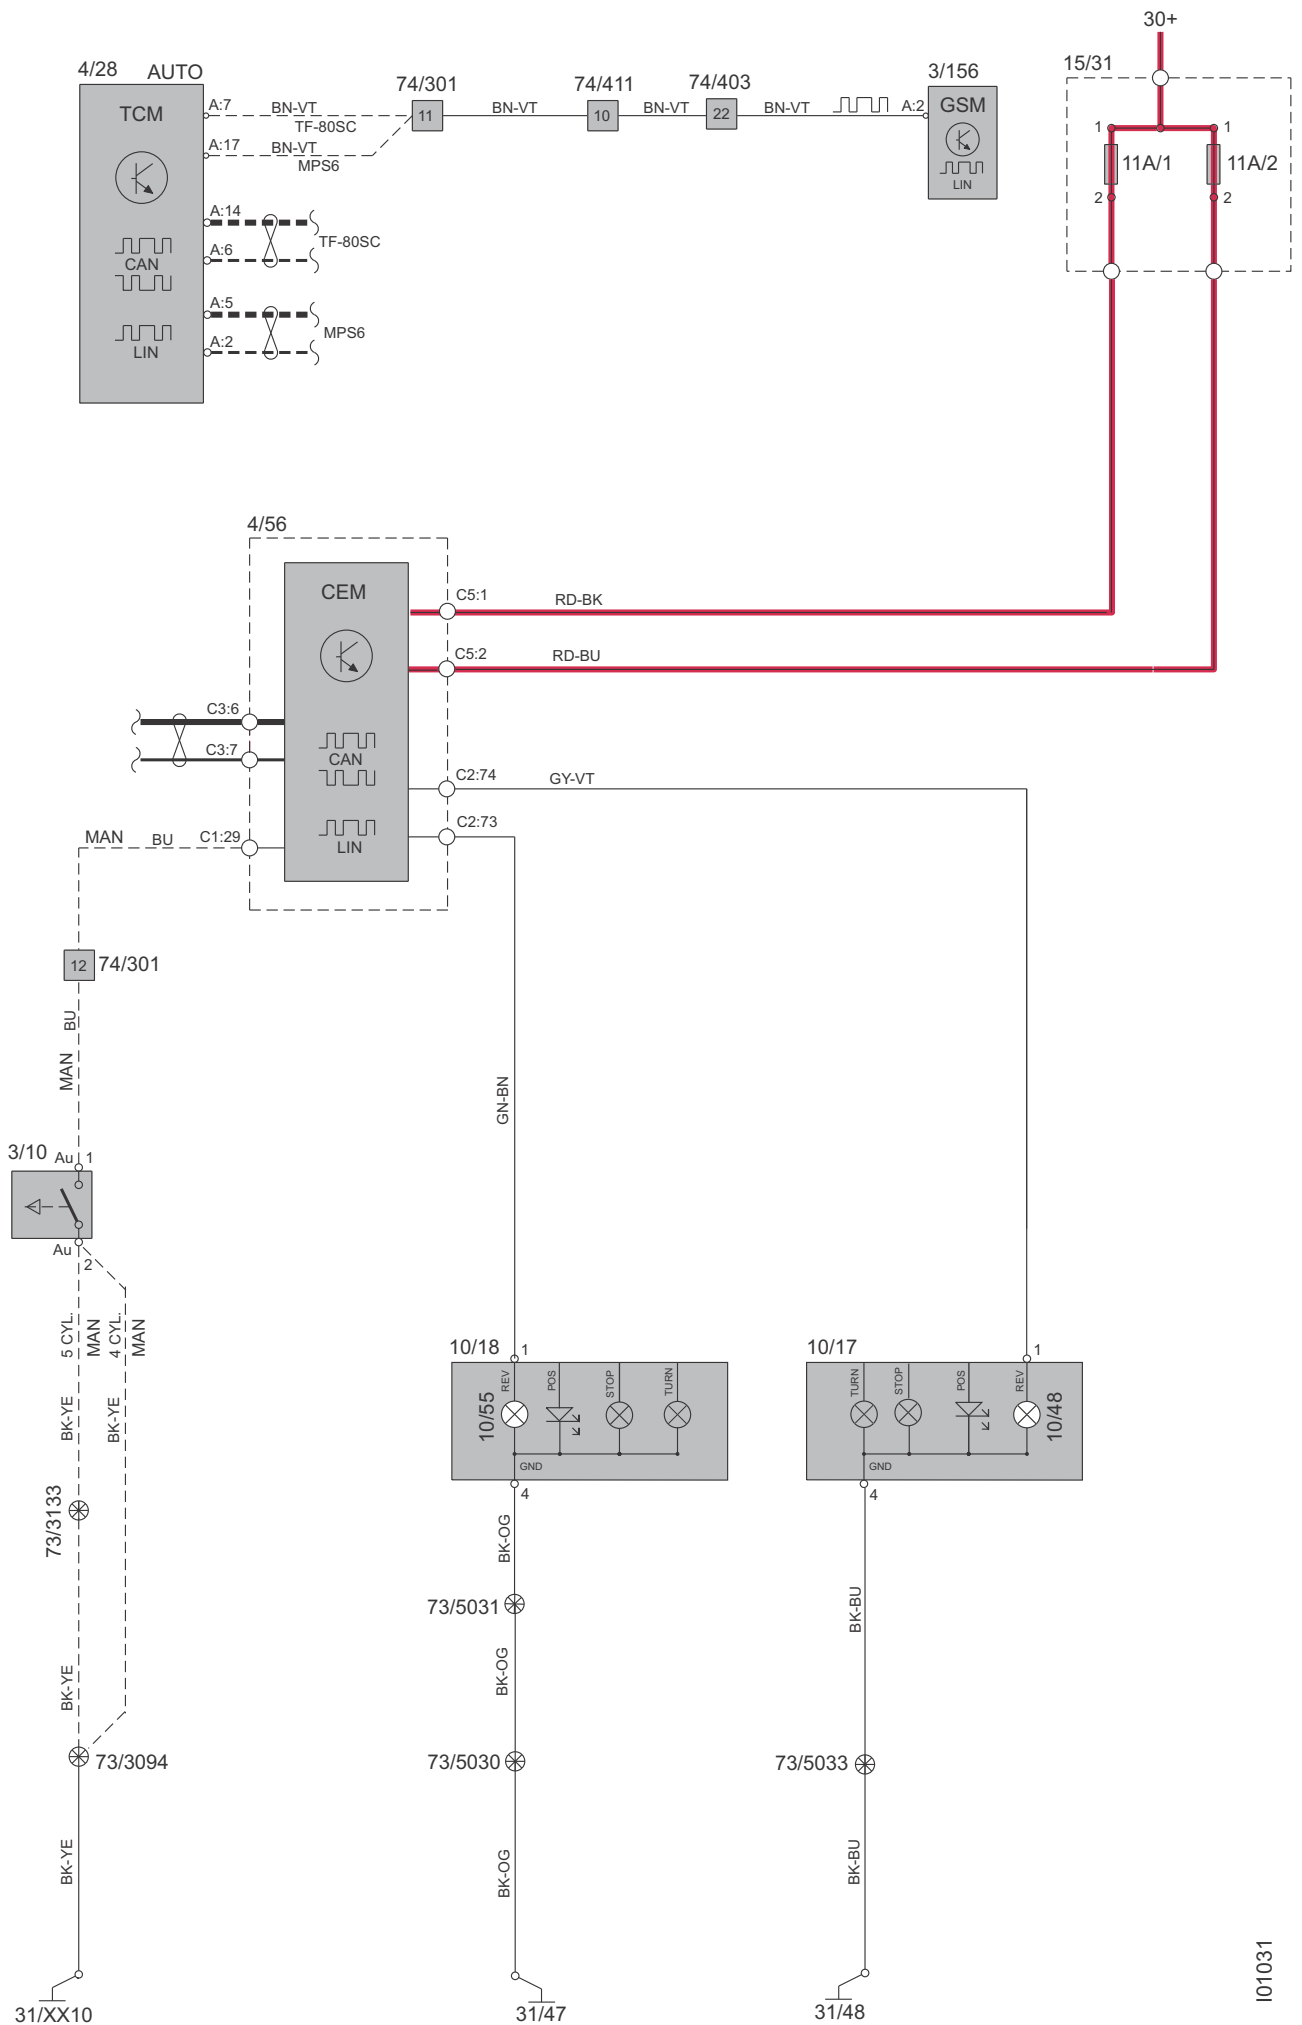 30+
15/31
1
1
11A/1
11A/2
2
2
4/28
AUTO
TCM
A:7
BN-VT
TF-80SC
A:17
BN-VT
MPS6
A:14
A:6
TF-80SC
A:5
A:2
MPS6
CAN
LIN
74/301
11
BN-VT
74/411
10
BN-VT
74/403
22
BN-VT
A:2
3/156
GSM
LIN
4/56
CEM
C5:1
RD-BK
C5:2
RD-BU
C3:6
C3:7
CAN
C2:74
GY-VT
C2:73
LIN
MAN
BU
C1:29
12
74/301
BU
MAN
GN-BN
3/10
Au
1
Au
2
5 CYL.
MAN
4 CYL.
MAN
BK-YE
BK-YE
73/3133
BK-YE
73/3094
BK-YE
31/XX10
10/18
1
REV
POS
STOP
TURN
10/55
GND
4
BK-OG
73/5031
BK-OG
73/5030
BK-OG
31/47
10/17
1
TURN
STOP
POS
REV
10/48
GND
4
BK-BU
73/5033
BK-BU
31/48
I01031